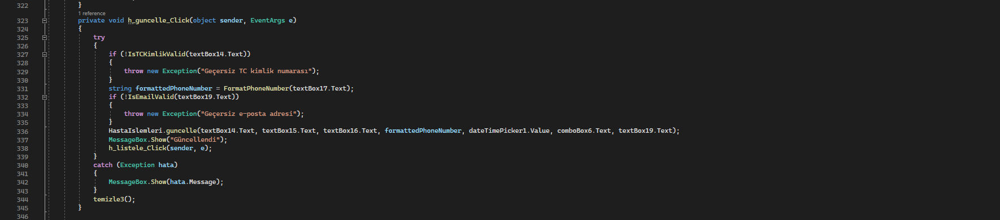 322 }
1 reference
323 private void h_guncelle_Click(object sender, EventArgs e)
324 {
325 try
326 {
327 if (!IsTCKimlikValid(textBox14.Text))
328 {
329 throw new Exception("Geçersiz TC kimlik numarası");
330 }
331 string formattedPhoneNumber = FormatPhoneNumber(textBox17.Text);
332 if (!IsEmailValid(textBox19.Text))
333 {
334 throw new Exception("Geçersiz e-posta adresi");
335 }
336 HastaIslemleri.guncelle(textBox14.Text, textBox15.Text, textBox16.Text, formattedPhoneNumber, dateTimePicker1.Value, comboBox6.Text, textBox19.Text);
337 MessageBox.Show("Güncellendi");
338 h_listele_Click(sender, e);
339 }
340 catch (Exception hata)
341 {
342 MessageBox.Show(hata.Message);
343 }
344 temizle3();
345 }
346